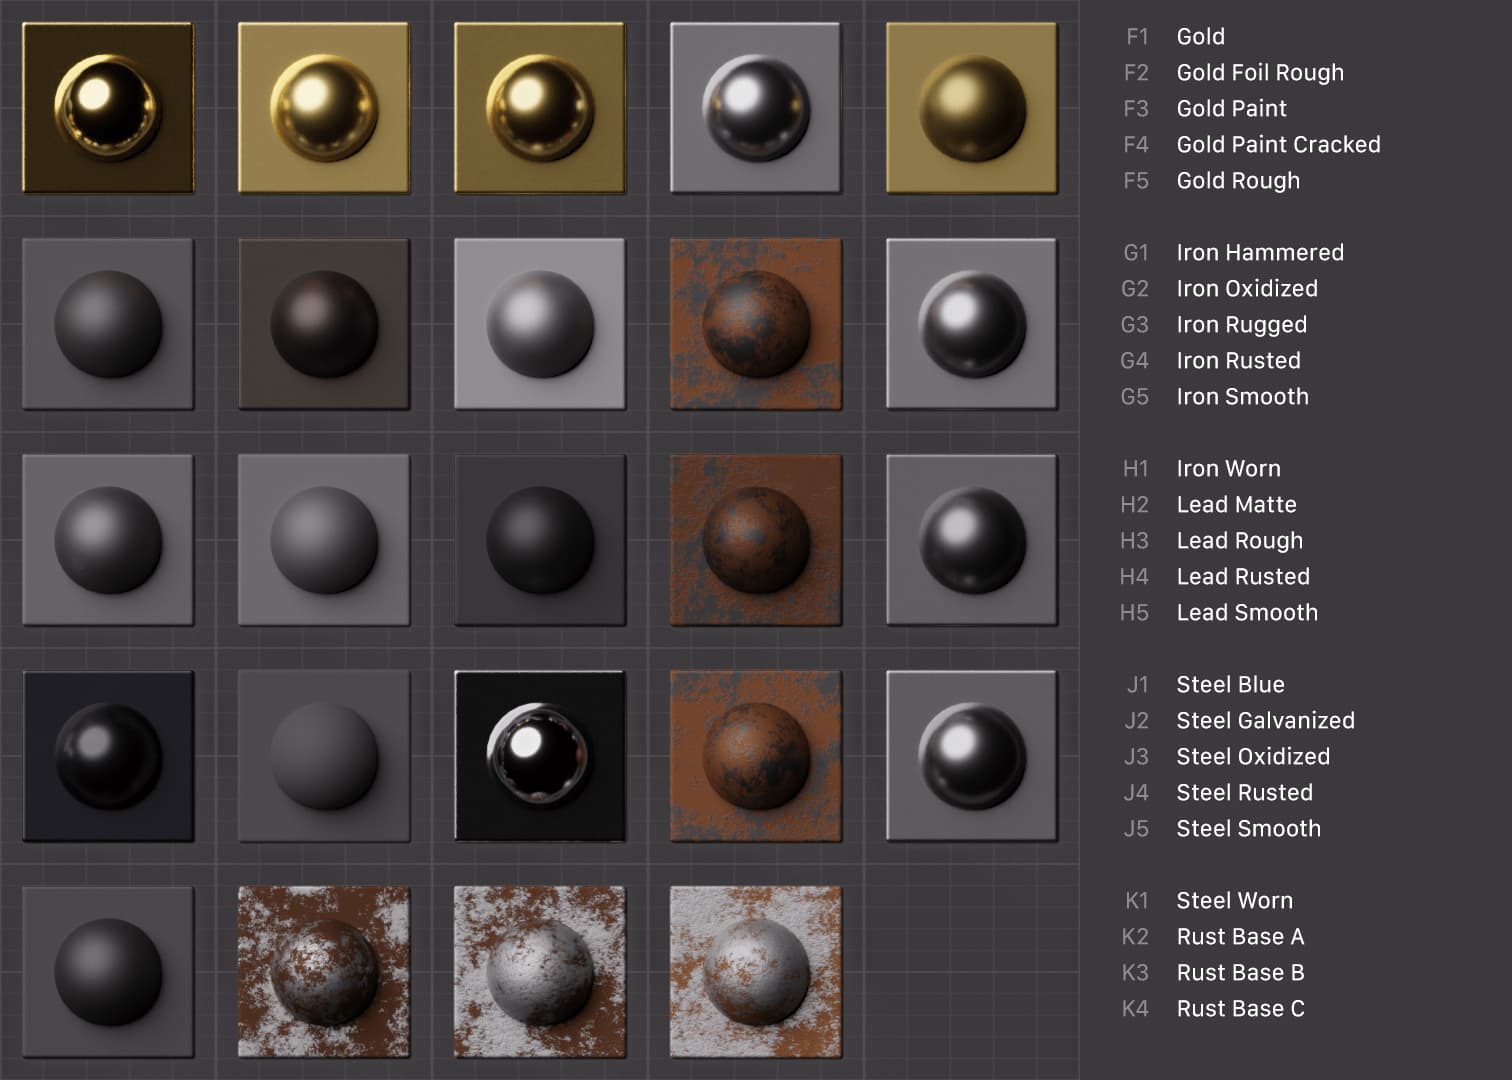 F1 Gold
F2 Gold Foil Rough
F3 Gold Paint
F4 Gold Paint Cracked
F5 Gold Rough
G1 Iron Hammered
G2 Iron Oxidized
G3 Iron Rugged
G4 Iron Rusted
G5 Iron Smooth
H1 Iron Worn
H2 Lead Matte
H3 Lead Rough
H4 Lead Rusted
H5 Lead Smooth
J1 Steel Blue
J2 Steel Galvanized
J3 Steel Oxidized
J4 Steel Rusted
J5 Steel Smooth
K1 Steel Worn
K2 Rust Base A
K3 Rust Base B
K4 Rust Base C